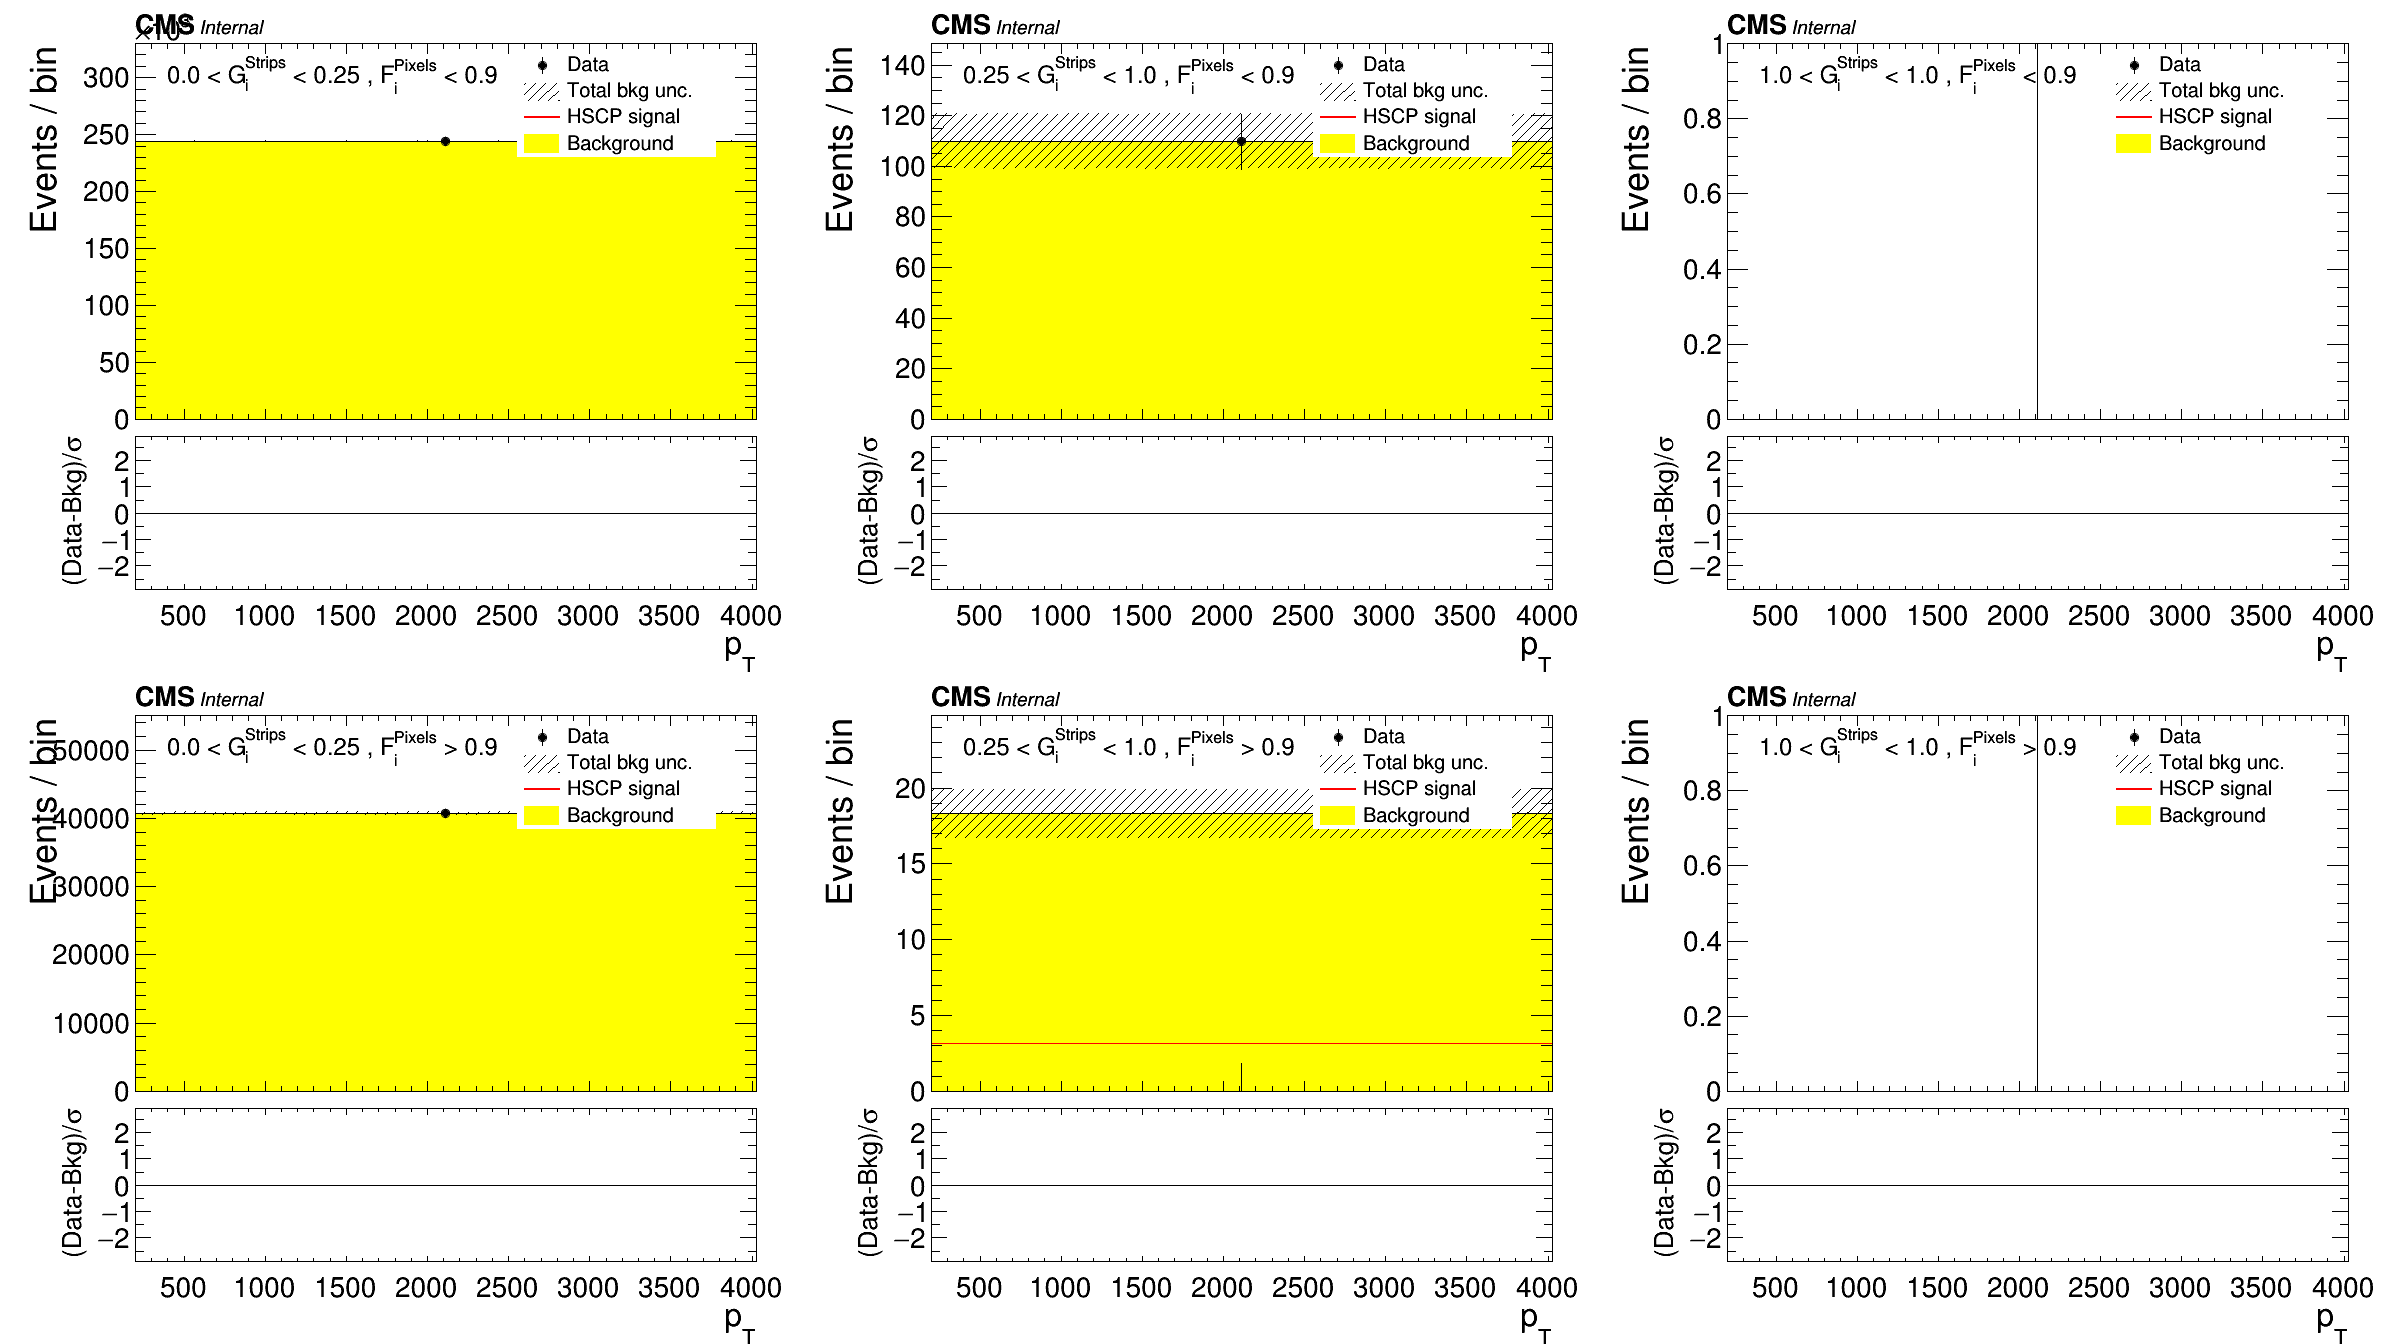 CMS Internal
×10³
Events / bin
0.0 < G_i^Strips < 0.25 , F_i^Pixels < 0.9
Data
Total bkg unc.
HSCP signal
Background
300
250
200
150
100
50
0
(Data-Bkg)/σ
2
1
0
−1
−2
500 1000 1500 2000 2500 3000 3500 4000
p_T
CMS Internal
Events / bin
0.25 < G_i^Strips < 1.0 , F_i^Pixels < 0.9
Data
Total bkg unc.
HSCP signal
Background
140
120
100
80
60
40
20
0
(Data-Bkg)/σ
2
1
0
−1
−2
500 1000 1500 2000 2500 3000 3500 4000
p_T
CMS Internal
Events / bin
1.0 < G_i^Strips < 1.0 , F_i^Pixels < 0.9
Data
Total bkg unc.
HSCP signal
Background
1
0.8
0.6
0.4
0.2
0
(Data-Bkg)/σ
2
1
0
−1
−2
500 1000 1500 2000 2500 3000 3500 4000
p_T
CMS Internal
Events / bin
0.0 < G_i^Strips < 0.25 , F_i^Pixels > 0.9
Data
Total bkg unc.
HSCP signal
Background
50000
40000
30000
20000
10000
0
(Data-Bkg)/σ
2
1
0
−1
−2
500 1000 1500 2000 2500 3000 3500 4000
p_T
CMS Internal
Events / bin
0.25 < G_i^Strips < 1.0 , F_i^Pixels > 0.9
Data
Total bkg unc.
HSCP signal
Background
20
15
10
5
0
(Data-Bkg)/σ
2
1
0
−1
−2
500 1000 1500 2000 2500 3000 3500 4000
p_T
CMS Internal
Events / bin
1.0 < G_i^Strips < 1.0 , F_i^Pixels > 0.9
Data
Total bkg unc.
HSCP signal
Background
1
0.8
0.6
0.4
0.2
0
(Data-Bkg)/σ
2
1
0
−1
−2
500 1000 1500 2000 2500 3000 3500 4000
p_T